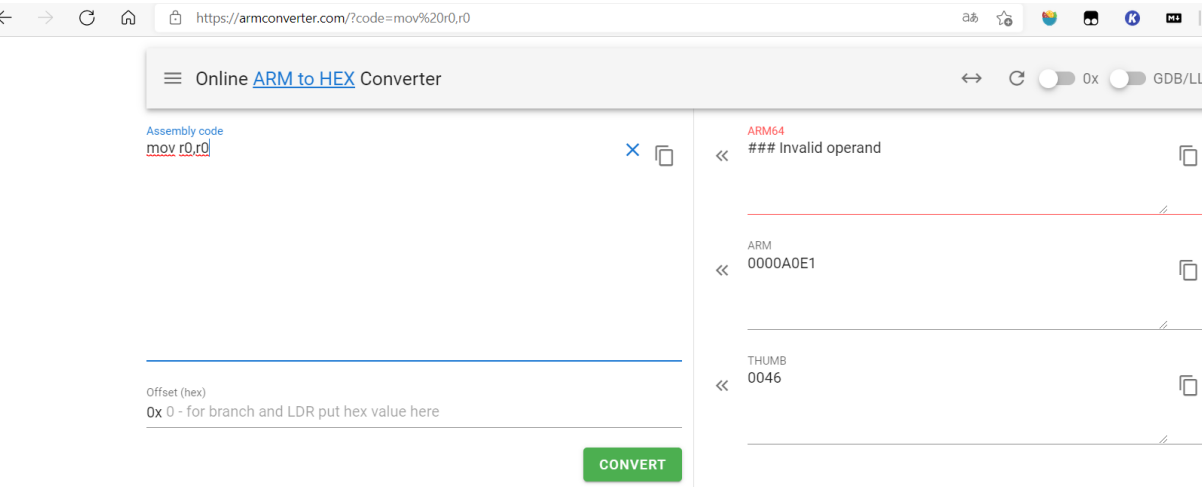 https://armconverter.com/?code=mov%20r0,r0
aあ
K
M↓
Online ARM to HEX Converter
0x
GDB/LL
Assembly code
mov r0,r0
ARM64
### Invalid operand
ARM
0000A0E1
THUMB
0046
Offset (hex)
0x 0 - for branch and LDR put hex value here
CONVERT